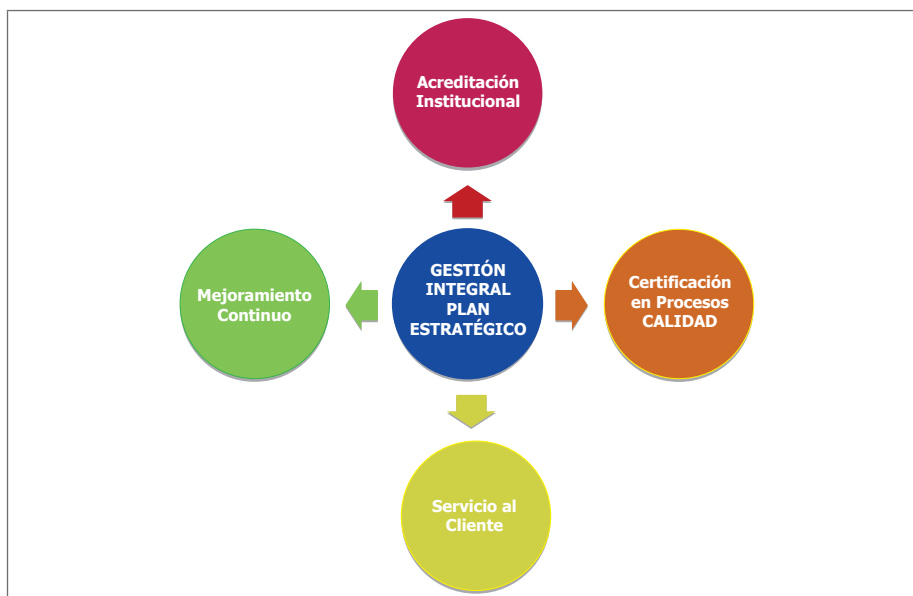 Acreditación
Institucional
Mejoramiento
Continuo
GESTIÓN
INTEGRAL
PLAN
ESTRATÉGICO
Certificación
en Procesos
CALIDAD
Servicio al
Cliente